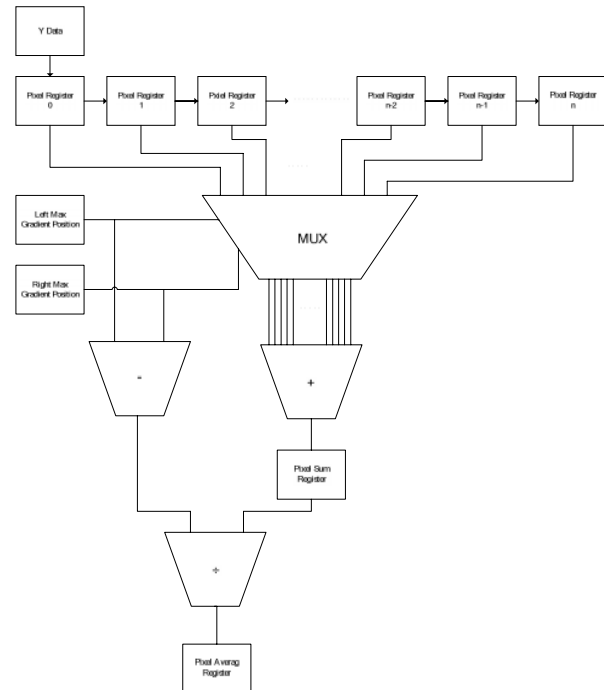 Y Data
Pixel Register
0
Pixel Register
1
Pxiel Register
2
Pixel Register
n-2
Pixel Register
n-1
Pixel Register
n
Left Max
Gradient Position
MUX
Right Max
Gradient Position
-
+
Pixel Sum
Register
÷
Pixel Averag
Register